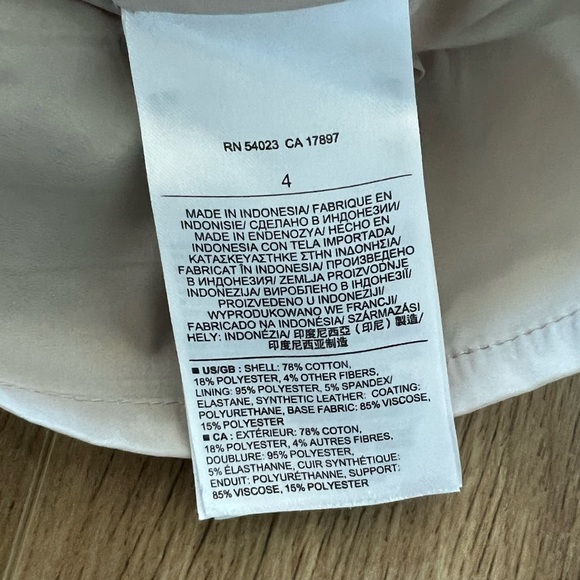 RN 54023 CA 17897
4
MADE IN INDONESIA/ FABRIQUE EN
INDONISIE/ СДЕЛАНО В ИНДОНЕЗИИ/
MADE IN ENDENOZYA/ HECHO EN
INDONESIA CON TELA IMPORTADA/
ΚΑΤΑΣΚΕΥΑΣΤΗΚΕ ΣΤΗΝ ΙΝΔΟΝΗΣΙΑ/
FABRICAT ÎN INDONESIA/ ПРОИЗВЕДЕНО
В ИНДОНЕЗИЯ/ ZEMLJA PROIZVODNJE
INDONEZIJA/ ВИРОБЛЕНО В ІНДОНЕЗІЇ/
PROIZVEDENO U INDONEZIJI/
WYPRODUKOWANO WE FRANCJI/
FABRICADO NA INDONÉSIA/ SZÁRMAZÁSI
HELY: INDONÉZIA/ 印度尼西亞 (印尼) 製造/
印度尼西亚制造/
■ US/GB : SHELL: 78% COTTON,
18% POLYESTER, 4% OTHER FIBERS,
LINING: 95% POLYESTER, 5% SPANDEX/
ELASTANE, SYNTHETIC LEATHER: COATING:
POLYURETHANE, BASE FABRIC: 85% VISCOSE,
15% POLYESTER
■ CA : EXTÉRIEUR: 78% COTON,
18% POLYESTER, 4% AUTRES FIBRES,
DOUBLURE: 95% POLYESTER,
5% ÉLASTHANNE, CUIR SYNTHÉTIQUE:
ENDUIT: POLYURÉTHANE, SUPPORT:
85% VISCOSE, 15% POLYESTER